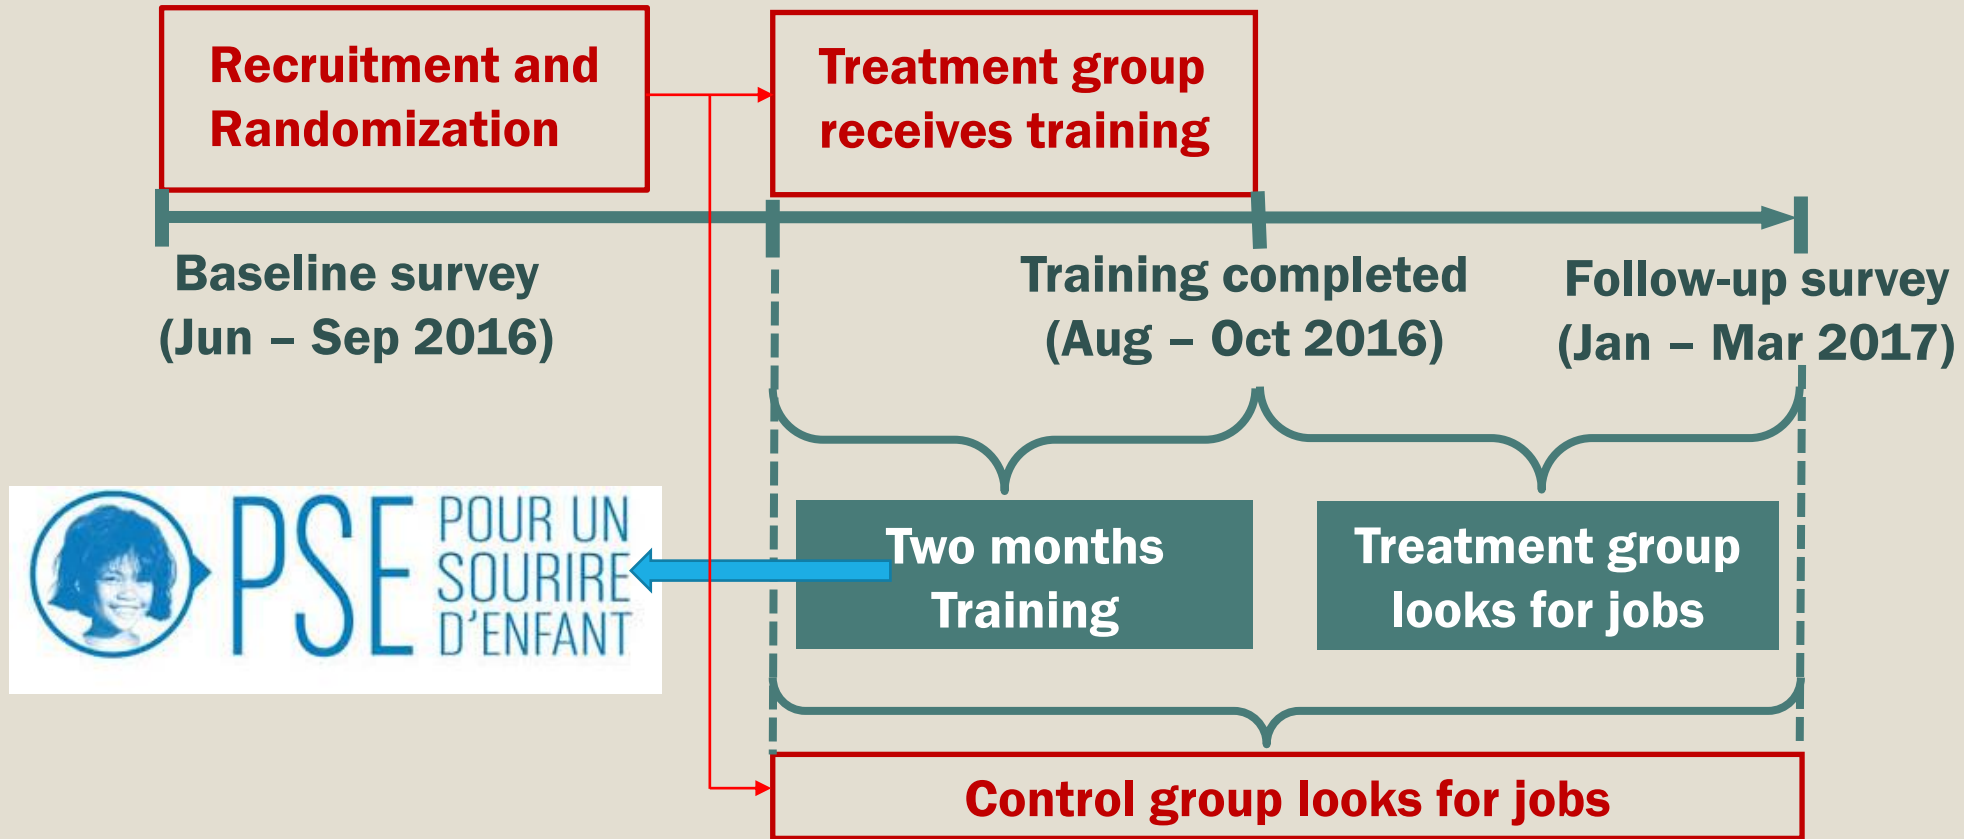 Recruitment and
Randomization
Treatment group
receives training
Baseline survey
(Jun – Sep 2016)
Training completed
(Aug – Oct 2016)
Follow-up survey
(Jan – Mar 2017)
PSE
POUR UN
SOURIRE
D'ENFANT
Two months
Training
Treatment group
looks for jobs
Control group looks for jobs